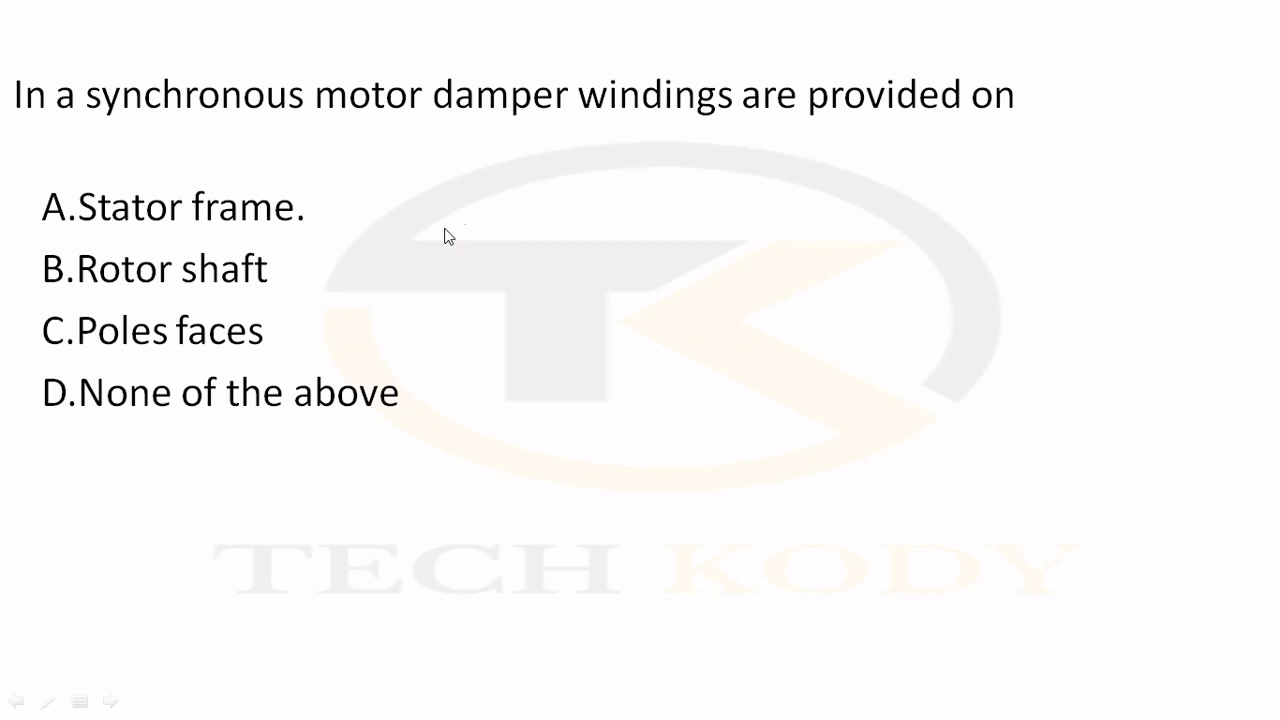 In a synchronous motor damper windings are provided on
A.Stator frame.
B.Rotor shaft
C.Poles faces
D.None of the above
TK
TECH KODY